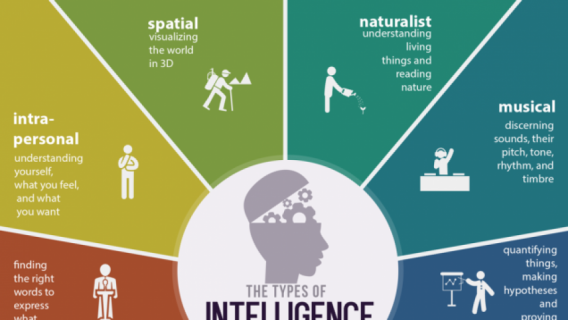 spatial
visualizing
the world
in 3D
naturalist
understanding
living
things and
reading
nature
intra-
personal
understanding
yourself,
what you feel,
and what
you want
musical
discerning
sounds, their
pitch, tone,
rhythm, and
timbre
finding
the right
words to
express
what
quantifying
things,
making
hypotheses
and
proving
THE TYPES OF
INTELLIGENCE